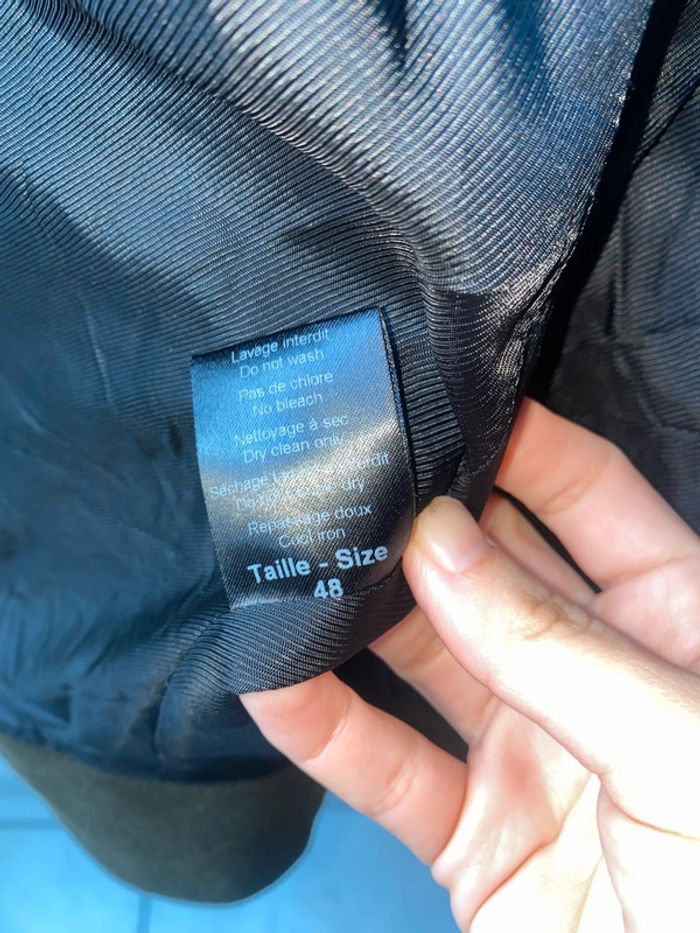 Lavage interdit
Do not wash
Pas de chlore
No bleach
Nettoyage à sec
Dry clean only
Séchage interdit
Do dry
Repassage doux
Cool iron
Taille - Size
48